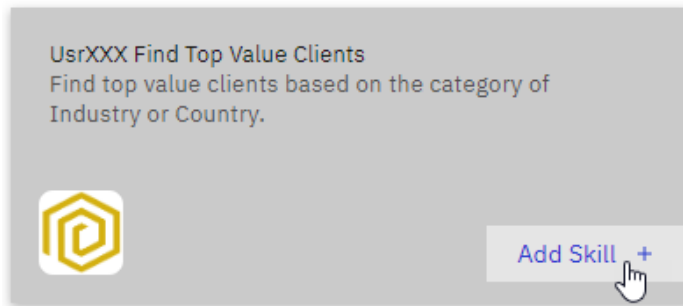 UsrXXX Find Top Value Clients
Find top value clients based on the category of
Industry or Country.
Add Skill +